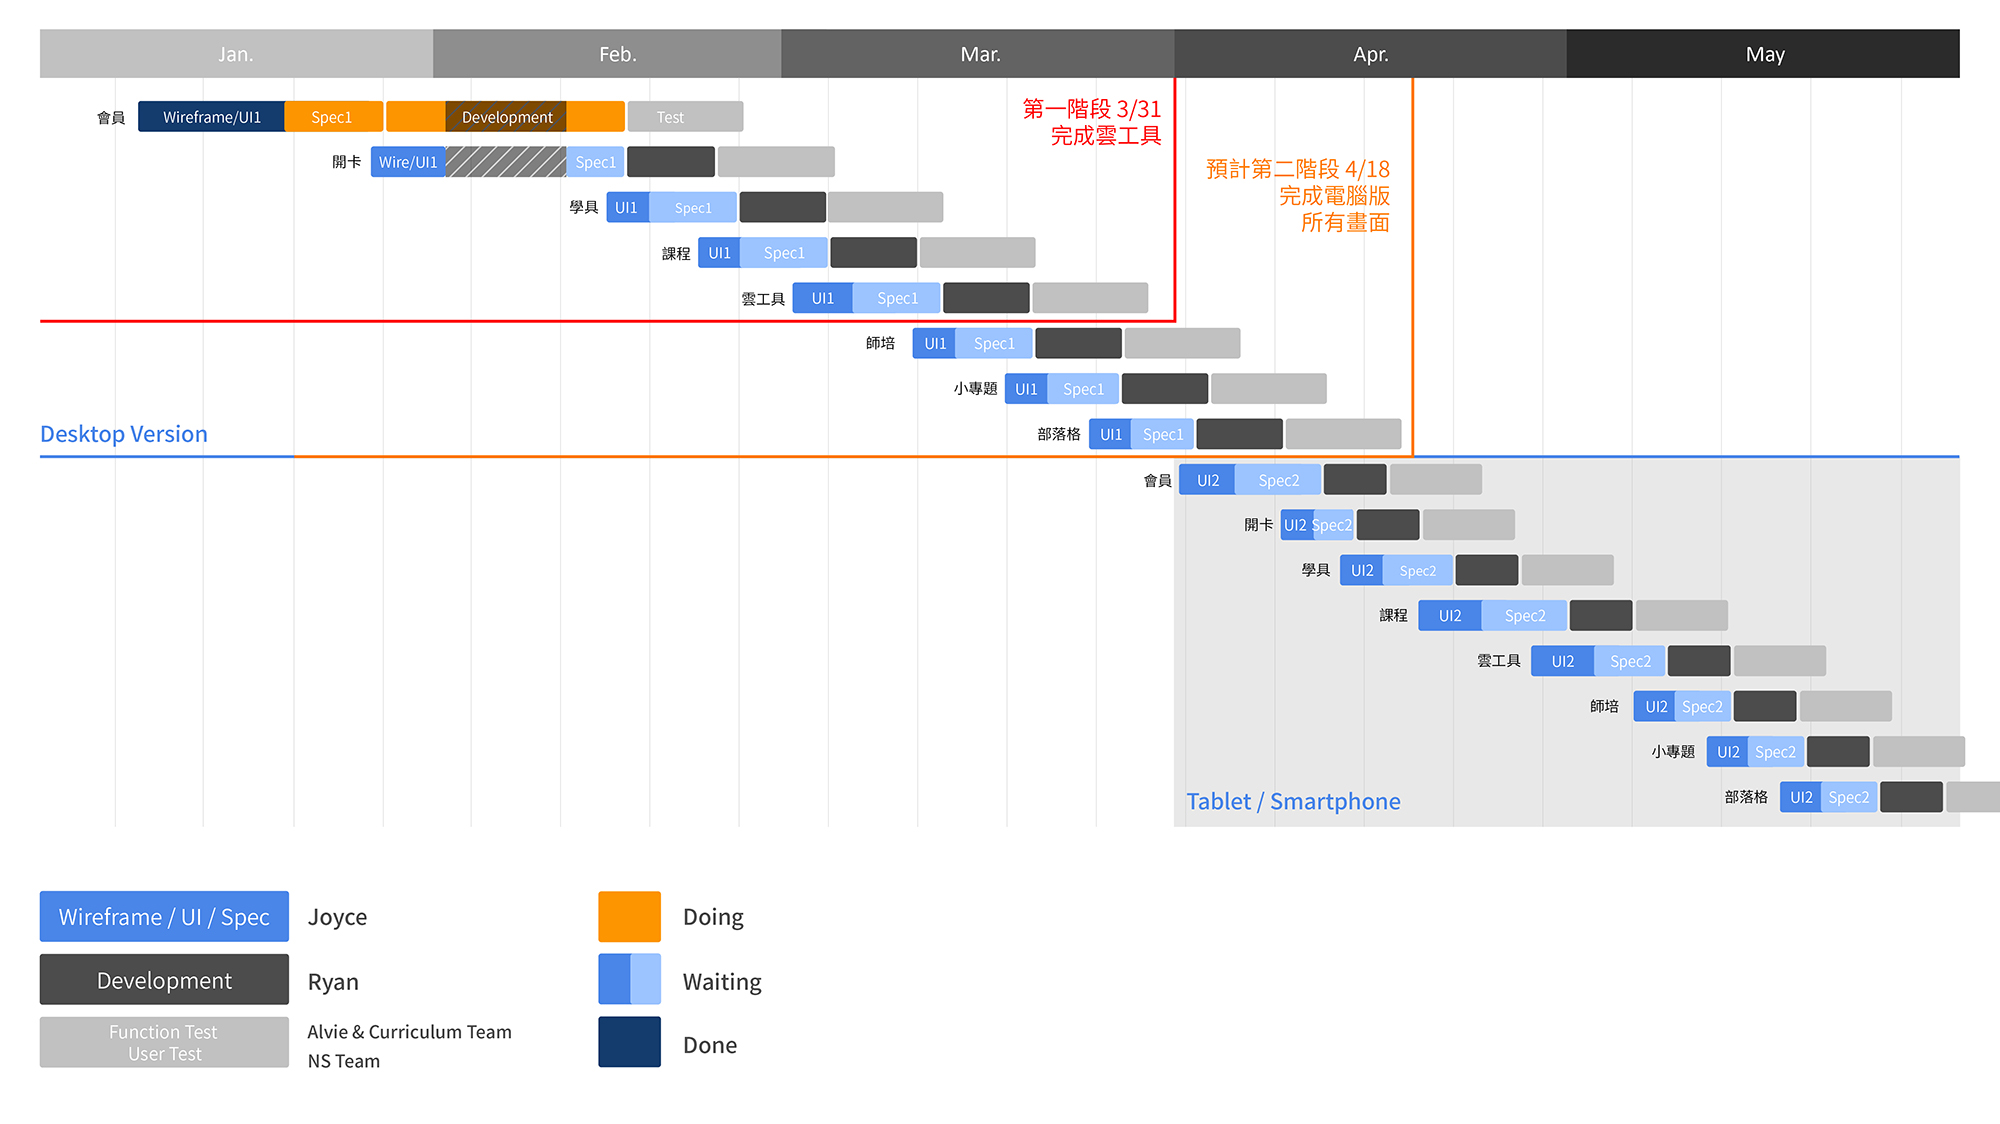 Jan.
Feb.
Mar.
Apr.
May
會員
Wireframe/UI1
Spec1
Development
Test
第一階段 3/31
完成雲工具
開卡
Wire/UI1
Spec1
預計第二階段 4/18
完成電腦版
所有畫面
學具
UI1
Spec1
課程
UI1
Spec1
雲工具
UI1
Spec1
師培
UI1
Spec1
小專題
UI1
Spec1
Desktop Version
部落格
UI1
Spec1
會員
UI2
Spec2
開卡
UI2
Spec2
學具
UI2
Spec2
課程
UI2
Spec2
雲工具
UI2
Spec2
師培
UI2
Spec2
小專題
UI2
Spec2
部落格
UI2
Spec2
Tablet / Smartphone
Wireframe / UI / Spec
Joyce
Doing
Development
Ryan
Waiting
Function Test
User Test
Alvie & Curriculum Team
NS Team
Done